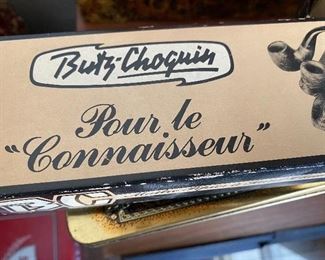 Butz-Choquin
Pour le
"Connaisseur"